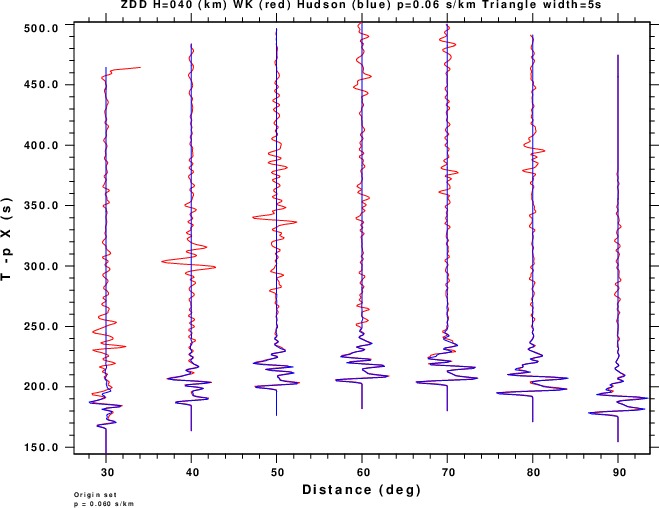 ZDD H=040 (km) WK (red) Hudson (blue) p=0.06 s/km Triangle width=5s
500.0
450.0
400.0
350.0
300.0
250.0
200.0
150.0
T -p X (s)
30 40 50 60 70 80 90
Distance (deg)
Origin set
p = 0.060 s/km